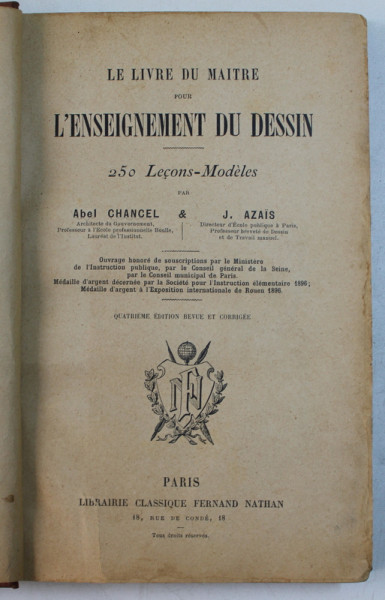 LE LIVRE DU MAITRE
POUR
L'ENSEIGNEMENT DU DESSIN
250 Leçons-Modèles
PAR
Abel CHANCEL & J. AZAÏS
Architecte du Gouvernement,
Professeur à l'École professionnelle Estienne,
Lauréat de l'Institut.
Directeur d'École publique à Paris,
Professeur breveté de Dessin
et de Travail manuel.
Ouvrage honoré de souscriptions par le Ministère
de l'Instruction publique, par le Conseil général de la Seine,
par le Conseil municipal de Paris.
Médaille d'argent décernée par la Société pour l'Instruction élémentaire 1896;
Médaille d'argent à l'Exposition internationale de Rouen 1896.
QUATRIÈME ÉDITION REVUE ET CORRIGÉE
PARIS
LIBRAIRIE CLASSIQUE FERNAND NATHAN
18, RUE DE CONDÉ, 18
Tous droits réservés.